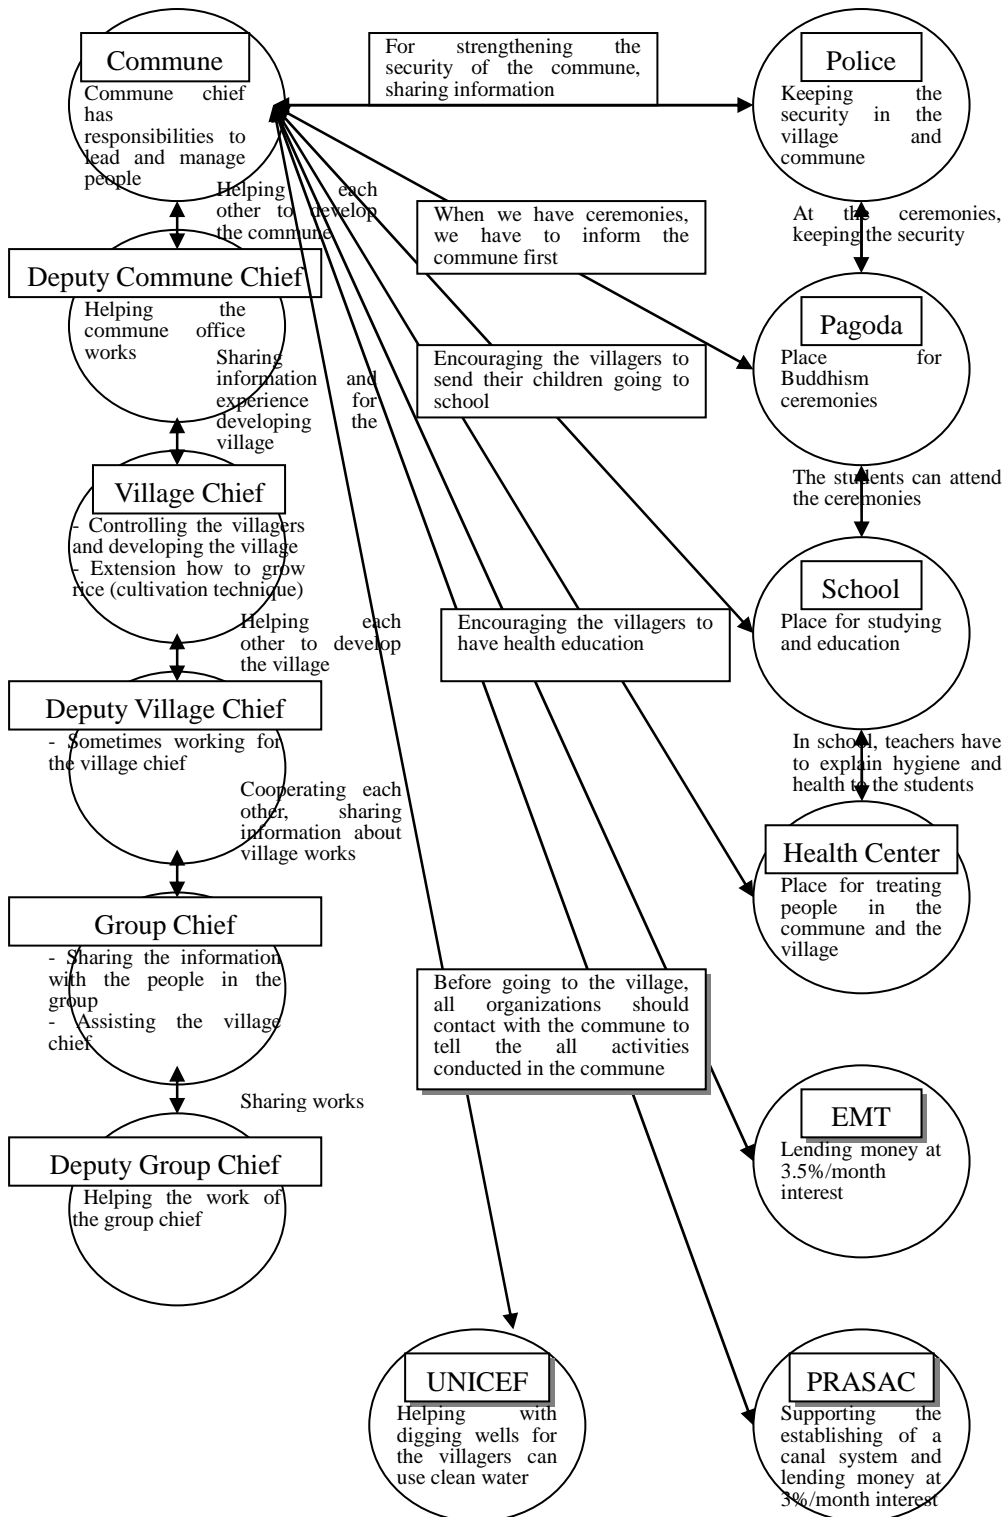 Commune
Commune chief
has
responsibilities to
lead and manage
people
For strengthening the
security of the commune,
sharing information
Police
Keeping the
security in the
village and
commune
Helping each
other to develop
the commune
When we have ceremonies,
we have to inform the
commune first
At the ceremonies,
keeping the security
Deputy Commune Chief
Helping the
commune office
works
Pagoda
Place for
Buddhism
ceremonies
Sharing
information and
experience for
developing the
village
Encouraging the villagers to
send their children going to
school
The students can attend
the ceremonies
Village Chief
- Controlling the villagers
and developing the village
- Extension how to grow
rice (cultivation technique)
School
Place for studying
and education
Helping each
other to develop
the village
Encouraging the villagers to
have health education
Deputy Village Chief
- Sometimes working for
the village chief
In school, teachers have
to explain hygiene and
health to the students
Cooperating each
other, sharing
information about
village works
Health Center
Place for treating
people in the
commune and the
village
Group Chief
- Sharing the information
with the people in the
group
- Assisting the village
chief
Before going to the village,
all organizations should
contact with the commune to
tell the all activities
conducted in the commune
Sharing works
EMT
Lending money at
3.5%/month
interest
Deputy Group Chief
Helping the work of
the group chief
UNICEF
Helping with
digging wells for
the villagers can
use clean water
PRASAC
Supporting the
establishing of a
canal system and
lending money at
3%/month interest